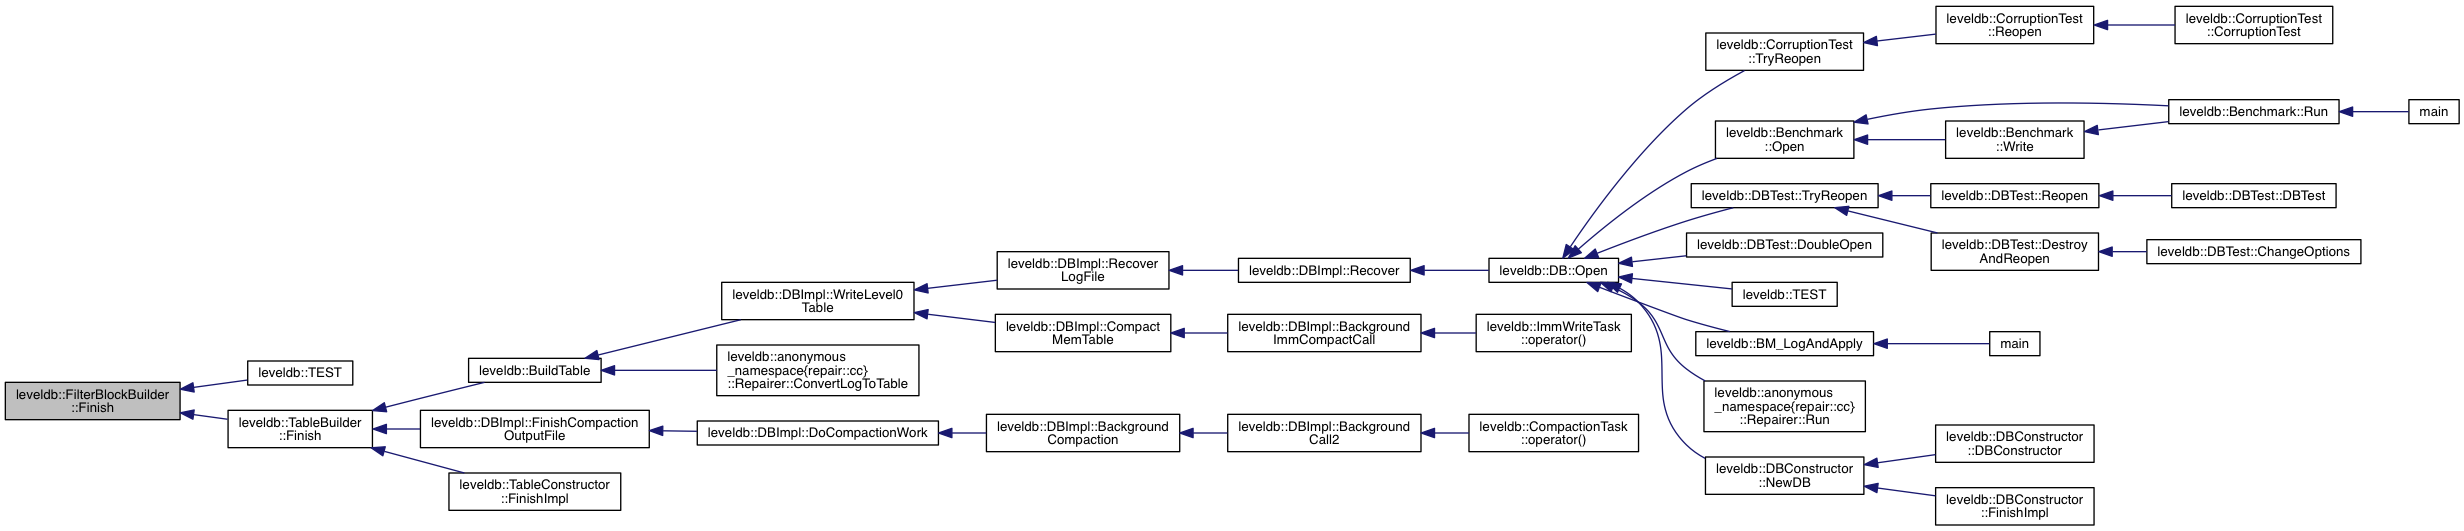 leveldb::FilterBlockBuilder
::Finish
leveldb::TEST
leveldb::TableBuilder
::Finish
leveldb::BuildTable
leveldb::DBImpl::FinishCompaction
OutputFile
leveldb::TableConstructor
::FinishImpl
leveldb::DBImpl::WriteLevel0
Table
leveldb::anonymous
_namespace{repair::cc}
::Repairer::ConvertLogToTable
leveldb::DBImpl::DoCompactionWork
leveldb::DBImpl::Recover
LogFile
leveldb::DBImpl::Compact
MemTable
leveldb::DBImpl::Background
Compaction
leveldb::DBImpl::Recover
leveldb::DBImpl::Background
ImmCompactCall
leveldb::DBImpl::Background
Call2
leveldb::DB::Open
leveldb::ImmWriteTask
::operator()
leveldb::CompactionTask
::operator()
leveldb::CorruptionTest
::TryReopen
leveldb::Benchmark
::Open
leveldb::DBTest::TryReopen
leveldb::DBTest::DoubleOpen
leveldb::TEST
leveldb::BM_LogAndApply
leveldb::anonymous
_namespace{repair::cc}
::Repairer::Run
leveldb::DBConstructor
::NewDB
leveldb::CorruptionTest
::Reopen
leveldb::Benchmark
::Write
leveldb::DBTest::Reopen
leveldb::DBTest::Destroy
AndReopen
main
leveldb::DBConstructor
::DBConstructor
leveldb::DBConstructor
::FinishImpl
leveldb::CorruptionTest
::CorruptionTest
leveldb::Benchmark::Run
leveldb::DBTest::DBTest
leveldb::DBTest::ChangeOptions
main